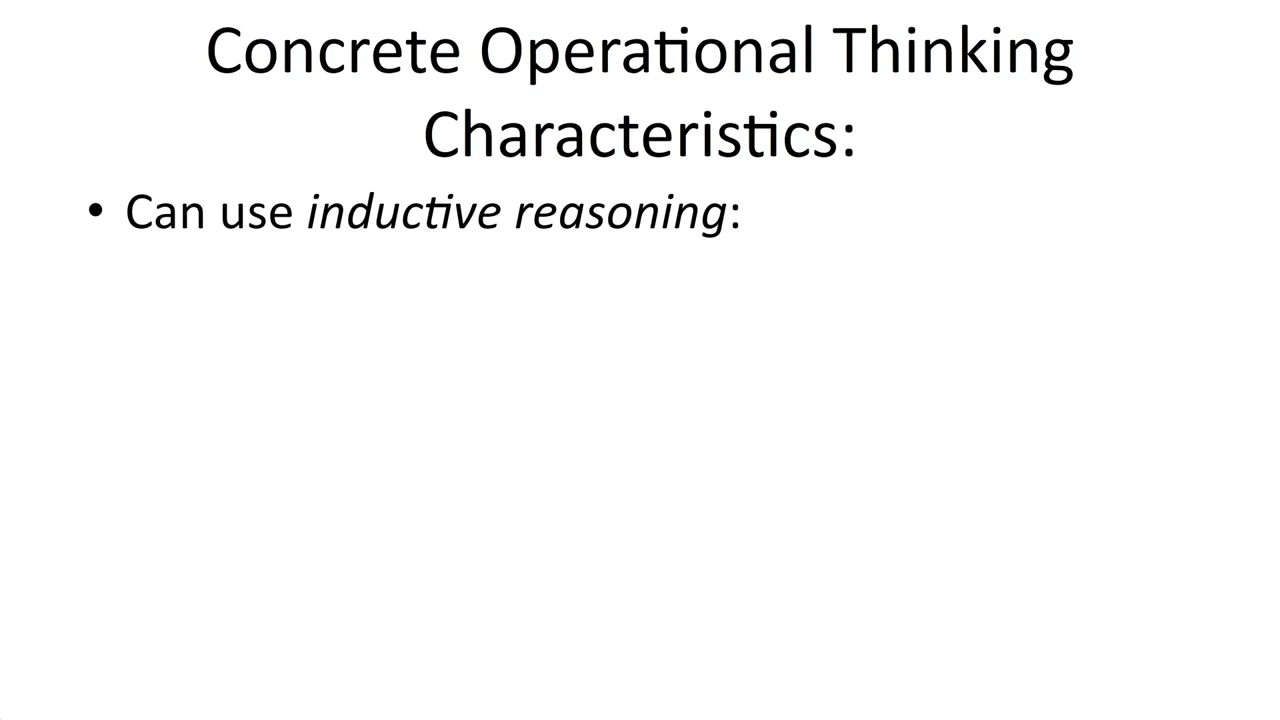 Concrete Operational Thinking
Characteristics:
• Can use inductive reasoning: